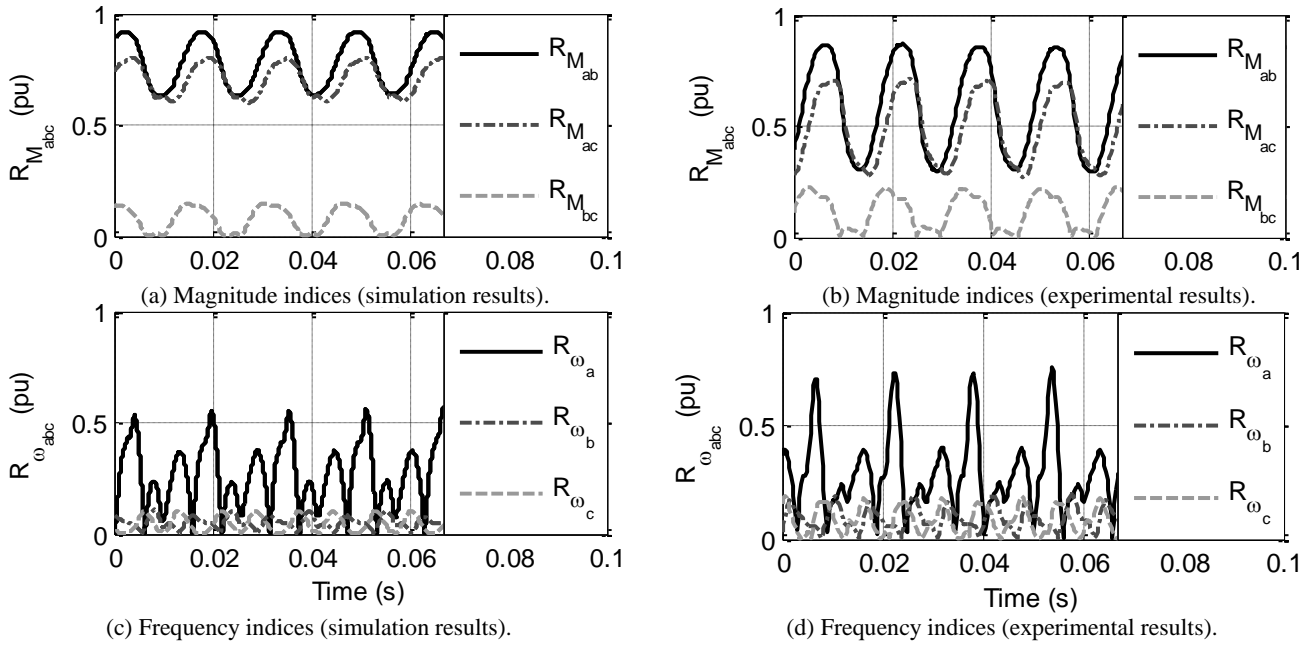 1
0.5
0
R_M_abc (pu)
R_M_ab
R_M_ac
R_M_bc
0 0.02 0.04 0.06 0.08 0.1
(a) Magnitude indices (simulation results).
1
0.5
0
R_M_abc (pu)
R_M_ab
R_M_ac
R_M_bc
0 0.02 0.04 0.06 0.08 0.1
(b) Magnitude indices (experimental results).
1
0.5
0
R_ω_abc (pu)
R_ω_a
R_ω_b
R_ω_c
0 0.02 0.04 0.06 0.08 0.1
Time (s)
(c) Frequency indices (simulation results).
1
0.5
0
R_ω_abc (pu)
R_ω_a
R_ω_b
R_ω_c
0 0.02 0.04 0.06 0.08 0.1
Time (s)
(d) Frequency indices (experimental results).